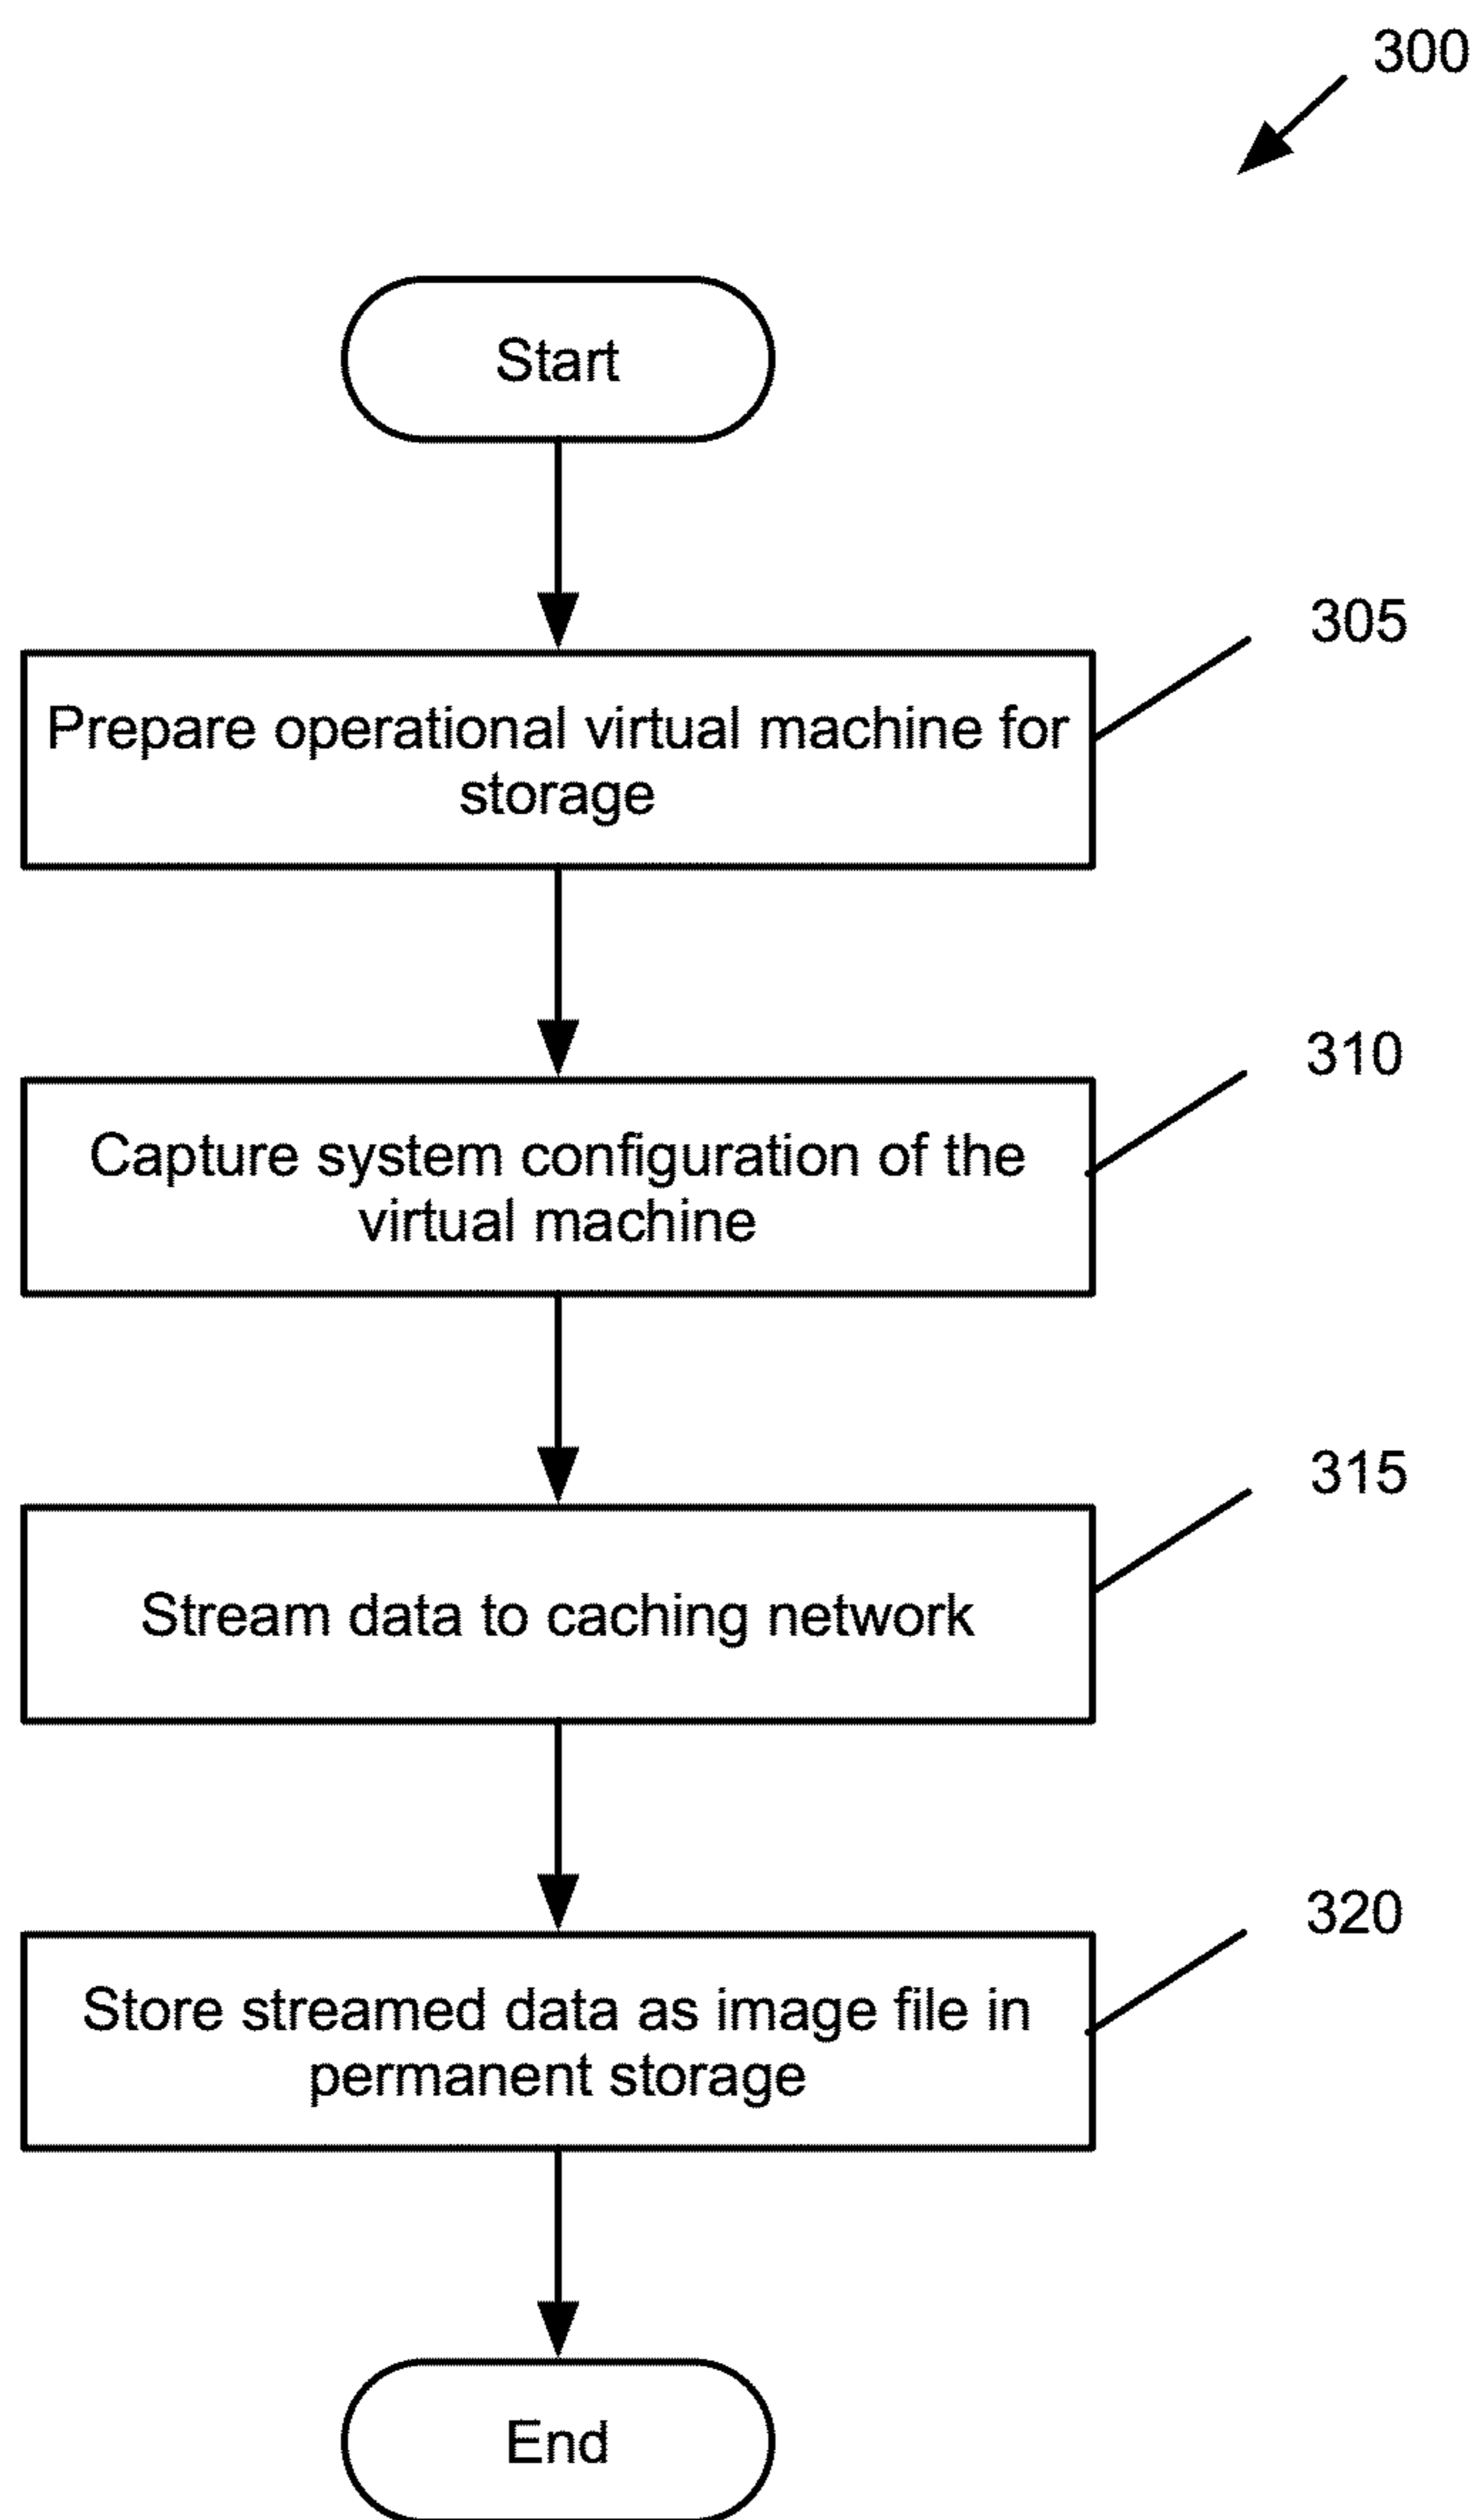 300
Start
305
Prepare operational virtual machine for
storage
310
Capture system configuration of the
virtual machine
315
Stream data to caching network
320
Store streamed data as image file in
permanent storage
End